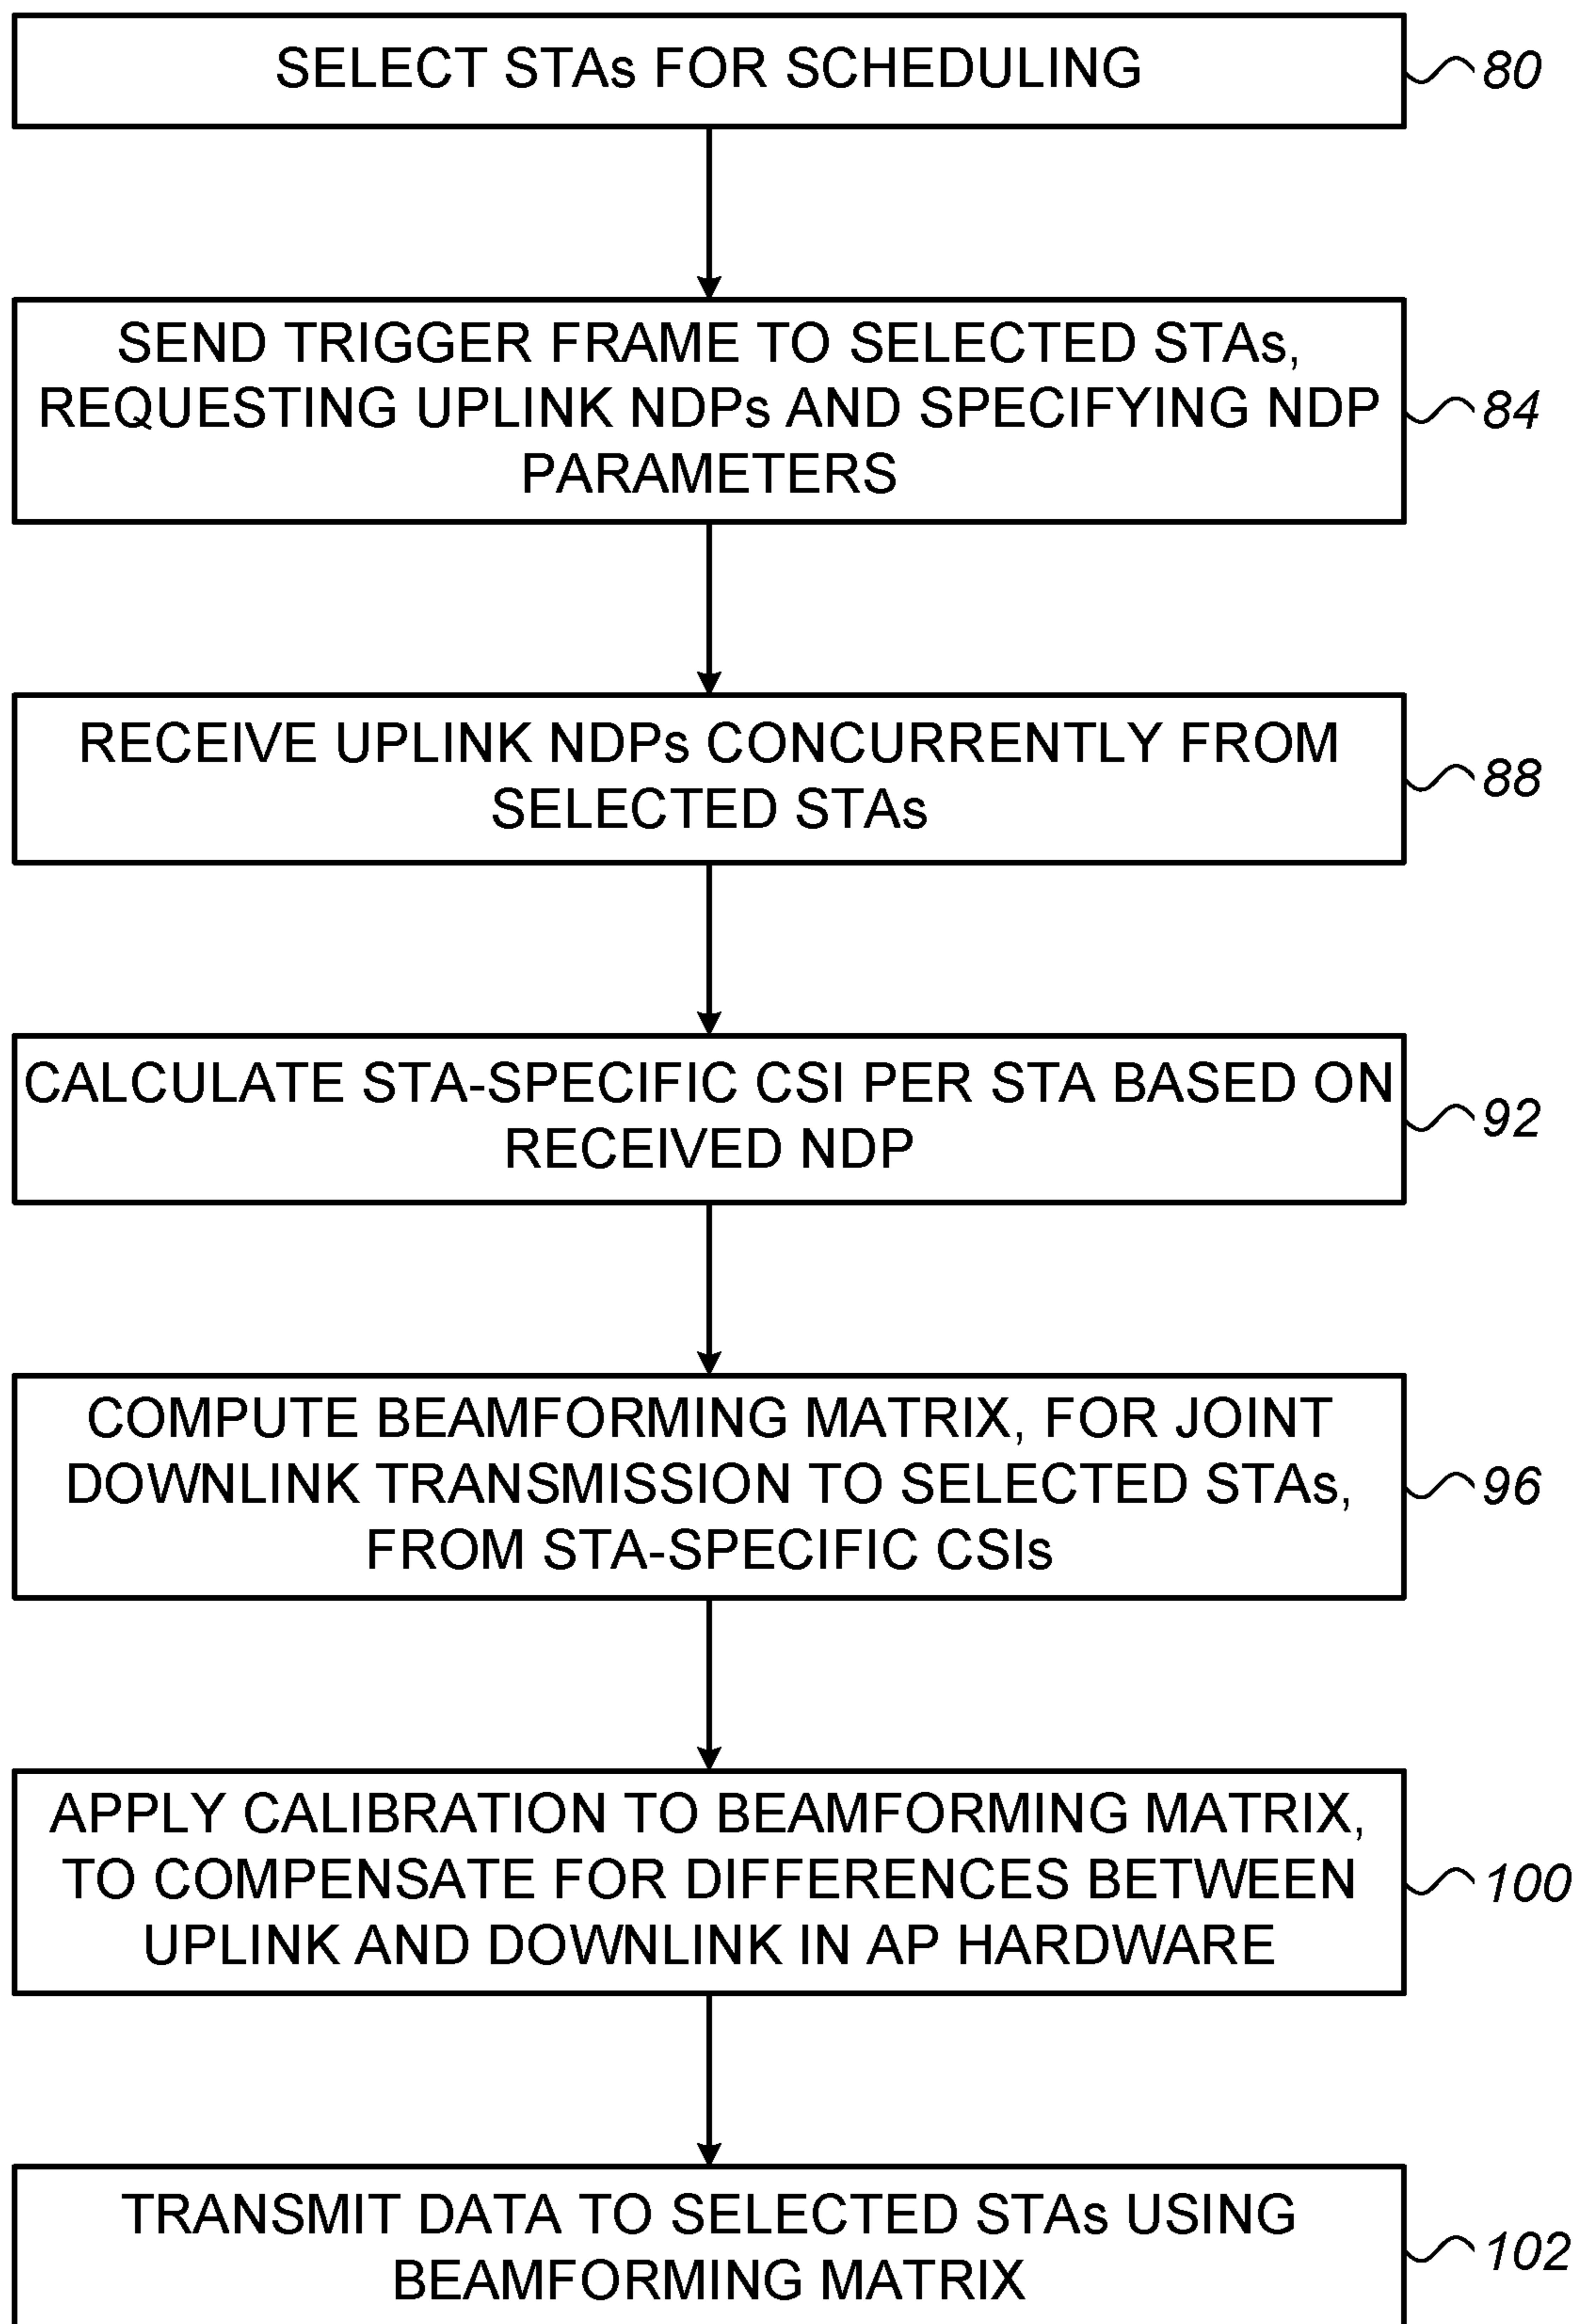 SELECT STAs FOR SCHEDULING
80
SEND TRIGGER FRAME TO SELECTED STAs,
REQUESTING UPLINK NDPs AND SPECIFYING NDP
PARAMETERS
84
RECEIVE UPLINK NDPs CONCURRENTLY FROM
SELECTED STAs
88
CALCULATE STA-SPECIFIC CSI PER STA BASED ON
RECEIVED NDP
92
COMPUTE BEAMFORMING MATRIX, FOR JOINT
DOWNLINK TRANSMISSION TO SELECTED STAs,
FROM STA-SPECIFIC CSIs
96
APPLY CALIBRATION TO BEAMFORMING MATRIX,
TO COMPENSATE FOR DIFFERENCES BETWEEN
UPLINK AND DOWNLINK IN AP HARDWARE
100
TRANSMIT DATA TO SELECTED STAs USING
BEAMFORMING MATRIX
102